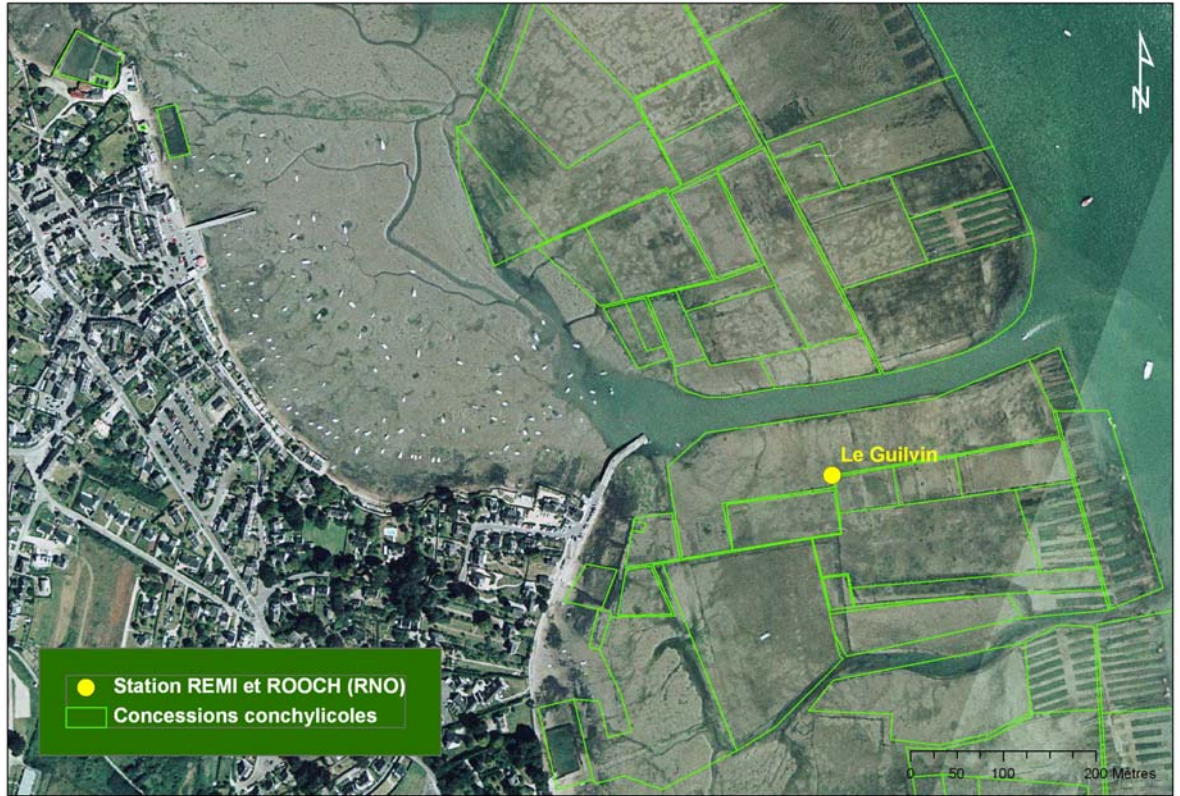 N
Le Guilvin
Station REMI et ROOCH (RNO)
Concessions conchylicoles
0 50 100 200 Mètres